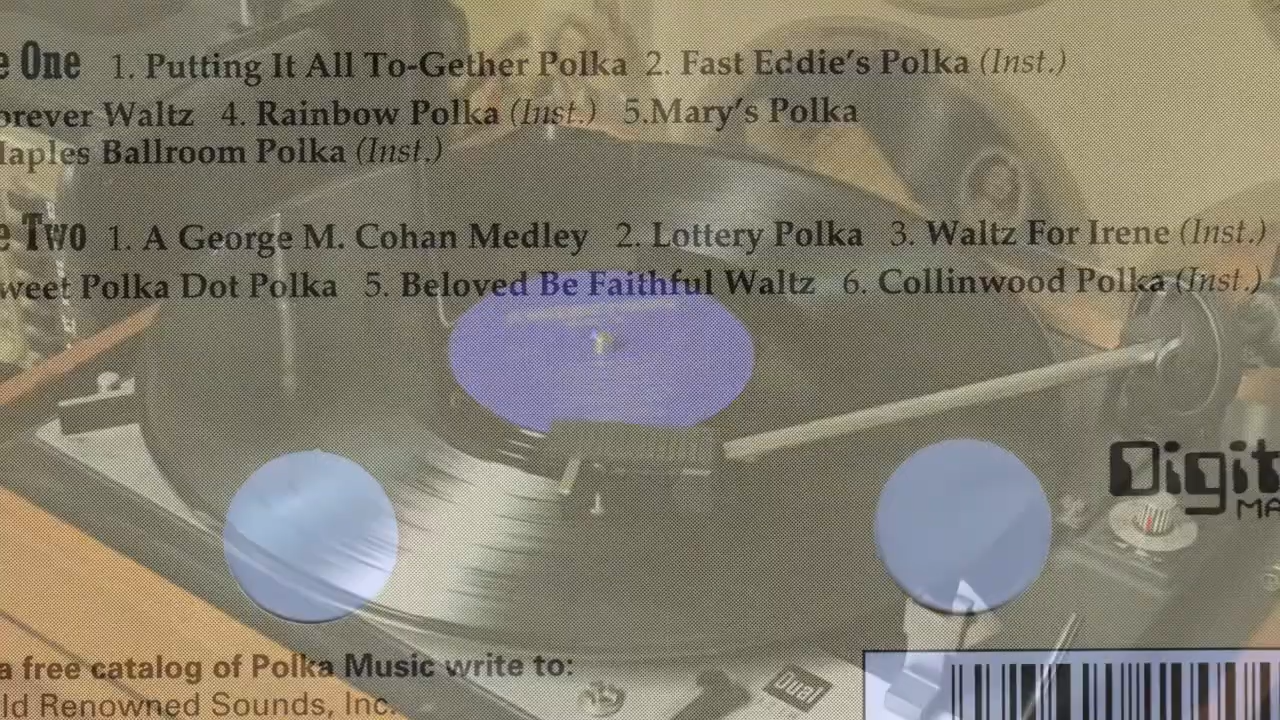 e One 1. Putting It All To-Gether Polka 2. Fast Eddie's Polka (Inst.)
orever Waltz 4. Rainbow Polka (Inst.) 5.Mary's Polka
laples Ballroom Polka (Inst.)
e Two 1. A George M. Cohan Medley 2. Lottery Polka 3. Waltz For Irene (Inst.)
weet Polka Dot Polka 5. Beloved Be Faithful Waltz 6. Collinwood Polka (Inst.)
Digit
MA
a free catalog of Polka Music write to:
ld Renowned Sounds, Inc.
Dual